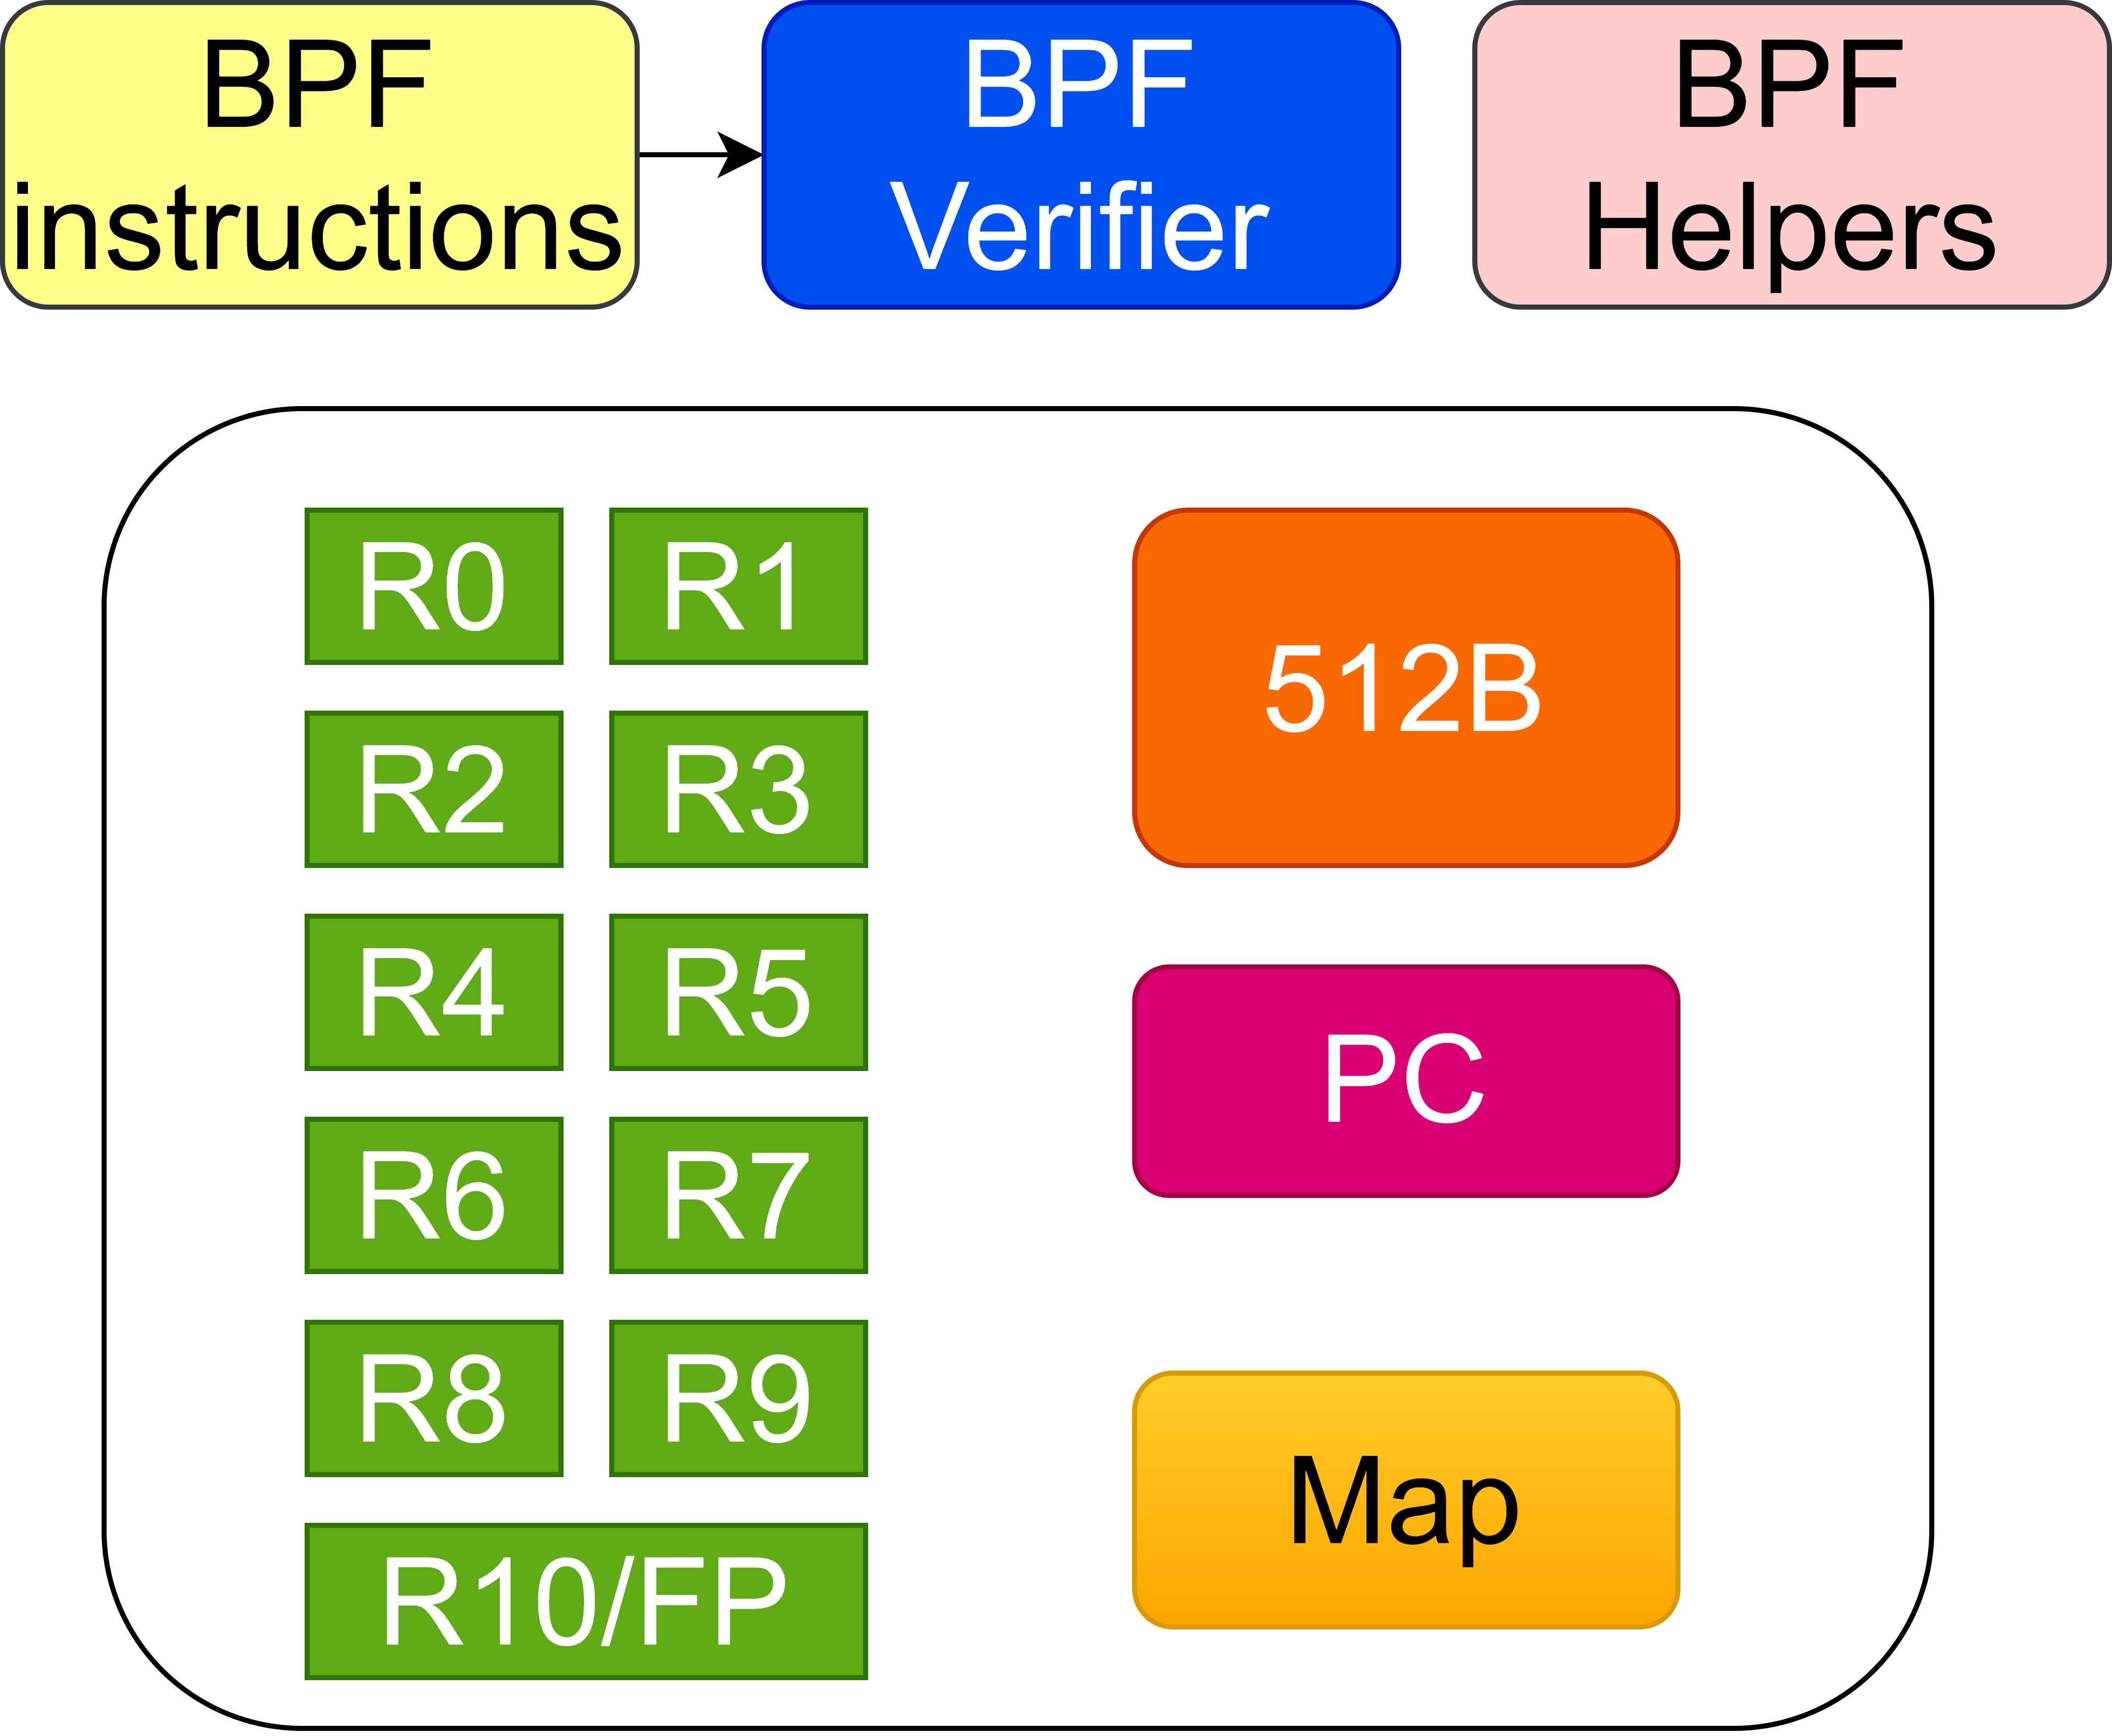 BPF
instructions
BPF
Verifier
BPF
Helpers
R0
R1
R2
R3
R4
R5
R6
R7
R8
R9
R10/FP
512B
PC
Map